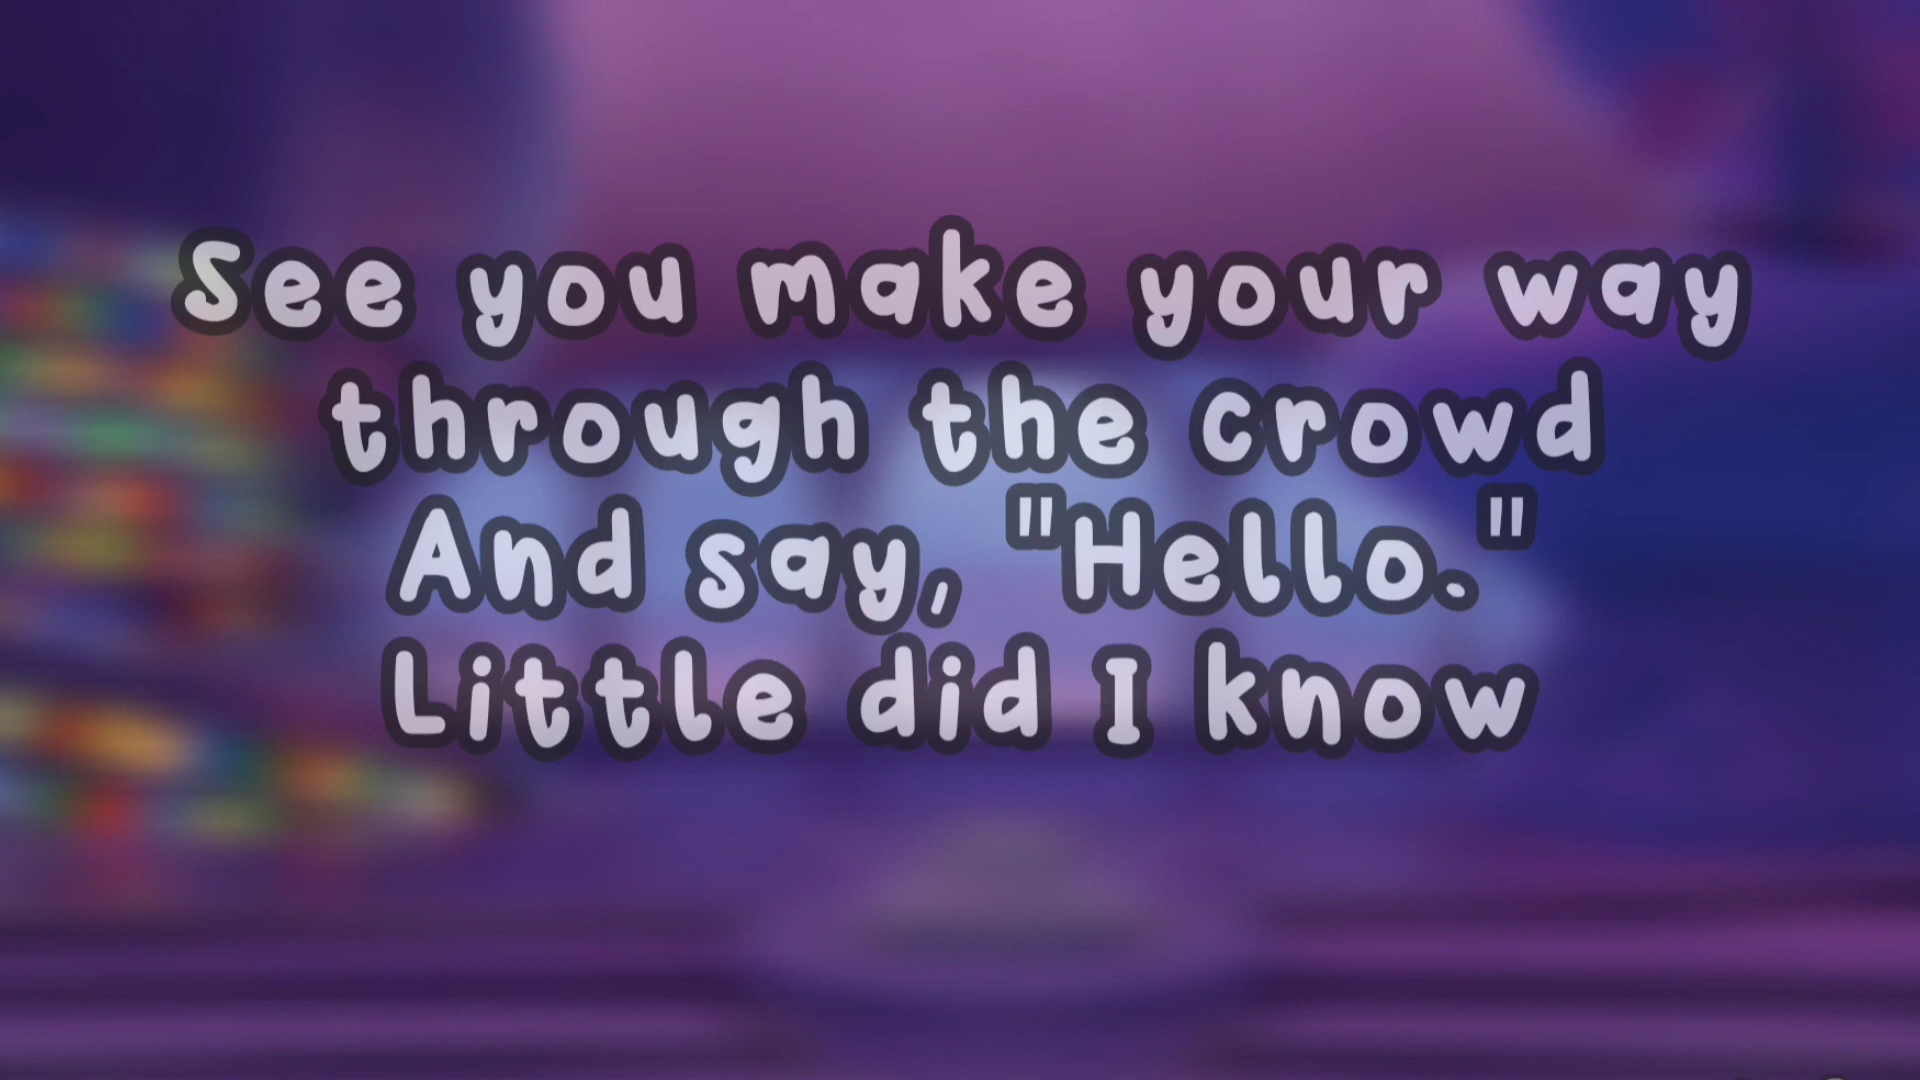 See you make your way
through the crowd
And say, "Hello."
Little did I know